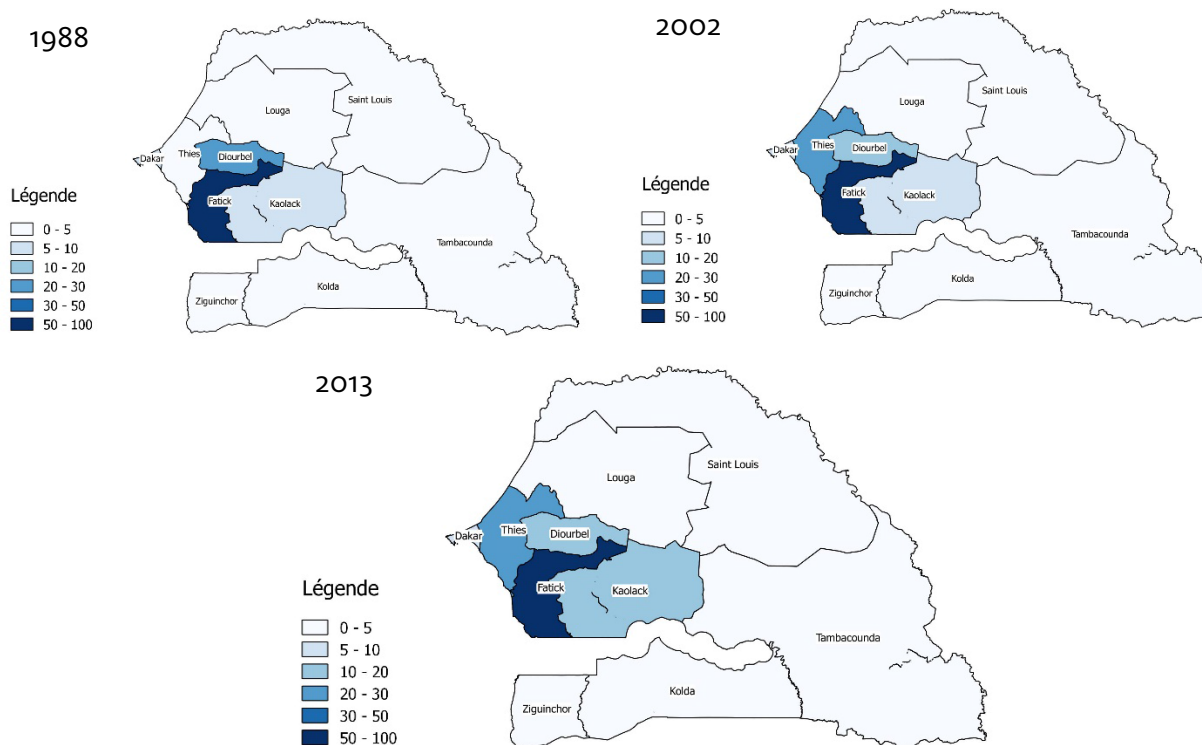 1988
Louga
Saint Louis
Dakar
Thies
Diourbel
Fatick
Kaolack
Tambacounda
Ziguinchor
Kolda
Légende
0 - 5
5 - 10
10 - 20
20 - 30
30 - 50
50 - 100
2002
Louga
Saint Louis
Dakar
Thies
Diourbel
Fatick
Kaolack
Tambacounda
Ziguinchor
Kolda
Légende
0 - 5
5 - 10
10 - 20
20 - 30
30 - 50
50 - 100
2013
Louga
Saint Louis
Dakar
Thies
Diourbel
Fatick
Kaolack
Tambacounda
Ziguinchor
Kolda
Légende
0 - 5
5 - 10
10 - 20
20 - 30
30 - 50
50 - 100